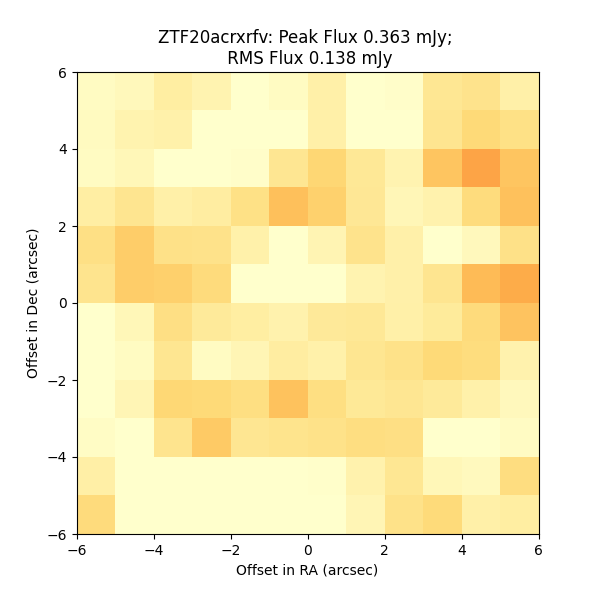 ZTF20acrxrfv: Peak Flux 0.363 mJy;
RMS Flux 0.138 mJy
6
4
2
0
−2
−4
−6
Offset in Dec (arcsec)
−6 −4 −2 0 2 4 6
Offset in RA (arcsec)